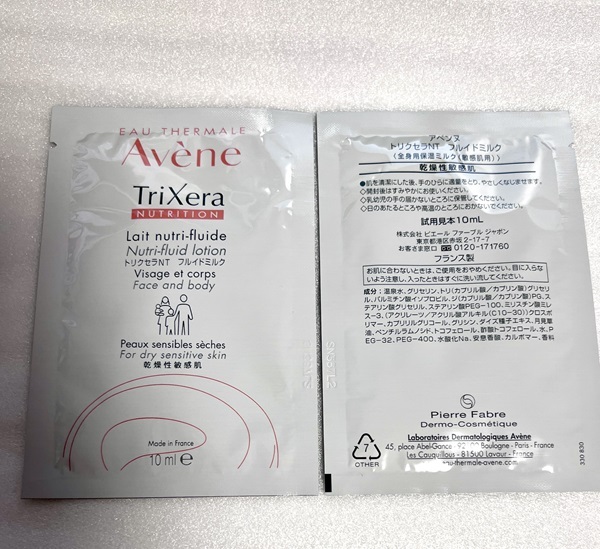 EAU THERMALE
Avène
TriXera
NUTRITION
Lait nutri-fluide
Nutri-fluid lotion
トリクセラNT フルイドミルク
Visage et corps
Face and body
Peaux sensibles sèches
For dry sensitive skin
乾燥性敏感肌
Made in France
10 ml e
アベンヌ
トリクセラNT フルイドミルク
〈全身用保湿ミルク(敏感肌用)〉
乾燥性敏感肌
●肌を清潔にした後、手のひらに適量をとり、やさしくなじませます。
◇開封後はすみやかにお使いください。
◇乳幼児の手の届かないところに保管してください。
◇日のあたるところや高温のところにおかないでください。
試用見本10mL
株式会社 ピエール ファーブル ジャポン
東京都港区赤坂2-17-7
お客さま窓口 0120-171760
フランス製
お肌に合わないときは、ご使用をおやめください。目に入らな
いよう注意し、入ったときはすぐに洗い流してください。
成分:温泉水、グリセリン、トリ(カプリル酸/カプリン酸)グリセリ
ル、パルミチン酸イソプロピル、ジ(カプリル酸/カプリン酸)PG、ス
テアリン酸グリセリル、ステアリン酸PEG-100、ミリスチン酸ミレ
ス-3、(アクリレーツ/アクリル酸アルキル(C10-30))クロスポ
リマー、カプリリルグリコール、グリシン、ダイズ種子エキス、月見草
油、ベンチルラムノシド、トコフェロール、酢酸トコフェロール、水、P
EG-32、PEG-400、水酸化Na、安息香酸、カルボマー、香料
Pierre Fabre
Dermo-Cosmétique
Laboratoires Dermatologiques Avène
45, place Abel-Gance - Boulogne - Paris - France
Les Cauquillous - 81500 Lavaur - France
-thermale-avene.com
7
OTHER
330 830